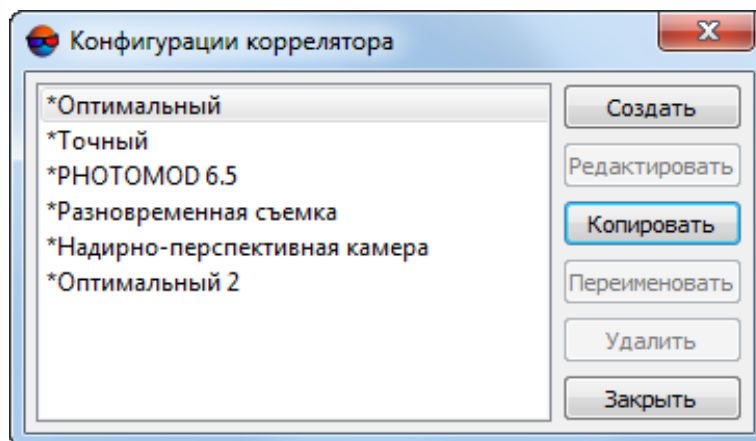 Конфигурации коррелятора
*Оптимальный
*Точный
*PHOTOMOD 6.5
*Разновременная съемка
*Надирно-перспективная камера
*Оптимальный 2
Создать
Редактировать
Копировать
Переименовать
Удалить
Закрыть